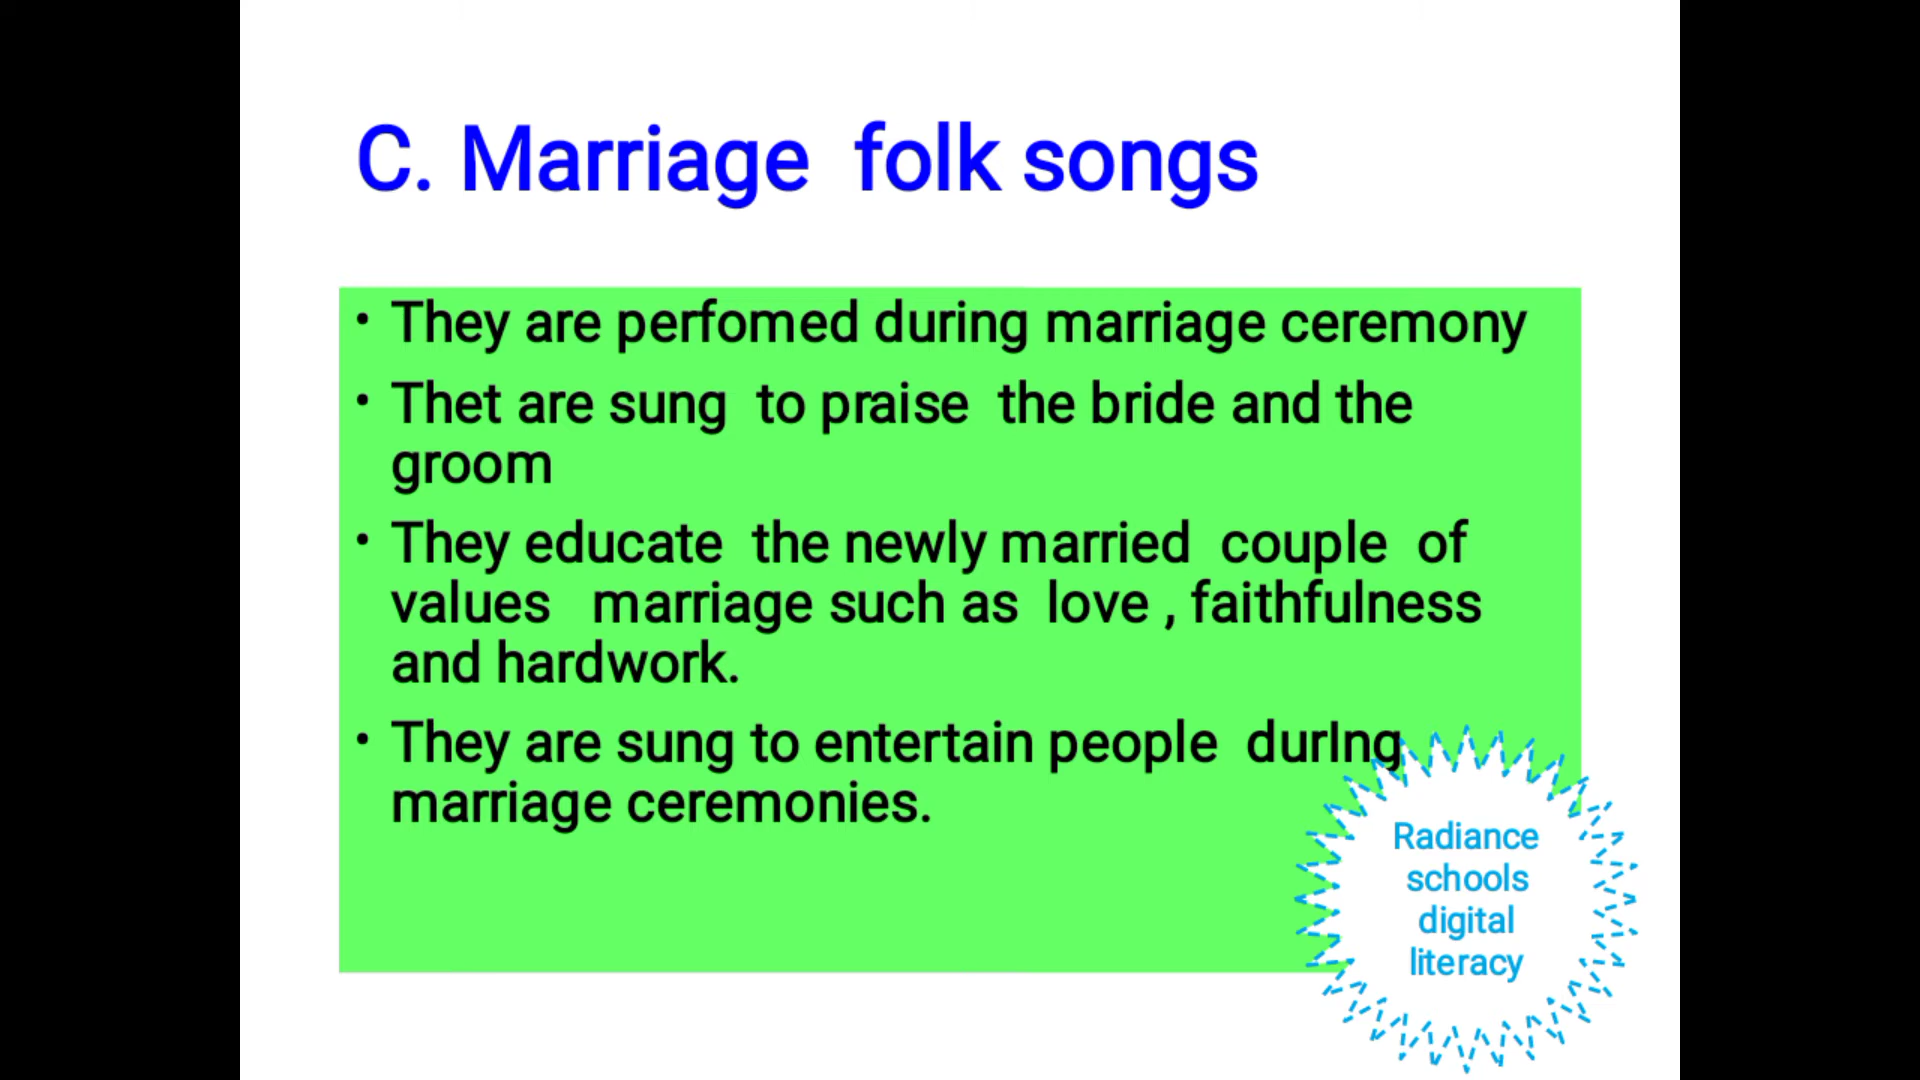 C. Marriage folk songs
• They are perfomed during marriage ceremony
• Thet are sung to praise the bride and the
groom
• They educate the newly married couple of
values marriage such as love , faithfulness
and hardwork.
• They are sung to entertain people durIng
marriage ceremonies.
Radiance
schools
digital
literacy